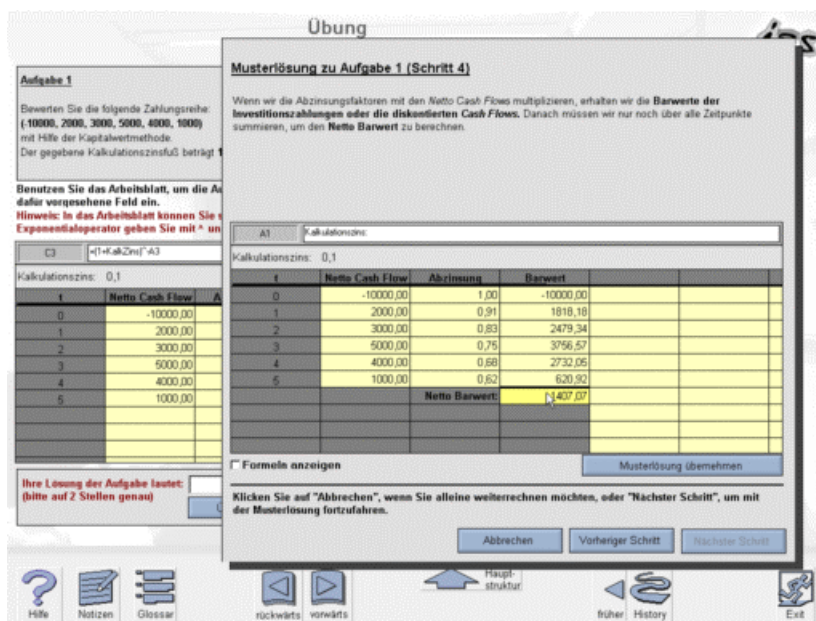 Übung
Aufgabe 1
Bewerten Sie die folgende Zahlungsreihe:
(-10000, 2000, 3000, 5000, 4000, 1000)
mit Hilfe der Kapitalwertmethode.
Der gegebene Kalkulationszinsfuß beträgt 1
Benutzen Sie das Arbeitsblatt, um die
dafür vorgesehene Feld ein.
Hinweis: In das Arbeitsblatt können Sie
Exponentialoperator geben Sie mit ^
C3 =(1+KalkZins)^-A3
Kalkulationszins: 0,1
t Netto Cash Flow A
0 -10000,00
1 2000,00
2 3000,00
3 5000,00
4 4000,00
5 1000,00
Ihre Lösung der Aufgabe lautet:
(bitte auf 2 Stellen genau)
Musterlösung zu Aufgabe 1 (Schritt 4)
Wenn wir die Abzinsungsfaktoren mit den Netto Cash Flows multiplizieren, erhalten wir die Barwerte der
Investitionszahlungen oder die diskontierten Cash Flows. Danach müssen wir nur noch über alle Zeitpunkte
summieren, um den Netto Barwert zu berechnen.
A1 Kalkulationszins:
Kalkulationszins: 0,1
t Netto Cash Flow Abzinsung Barwert
0 -10000,00 1,00 -10000,00
1 2000,00 0,91 1818,18
2 3000,00 0,83 2479,34
3 5000,00 0,75 3756,57
4 4000,00 0,68 2732,05
5 1000,00 0,62 620,92
Netto Barwert: 1407,07
Formeln anzeigen
Musterlösung übernehmen
Klicken Sie auf "Abbrechen", wenn Sie alleine weiterrechnen möchten, oder "Nächster Schritt", um mit
der Musterlösung fortzufahren.
Abbrechen Vorheriger Schritt Nächster Schritt
Hilfe Notizen Glossar rückwärts vorwärts Haupt-
struktur früher History Exit